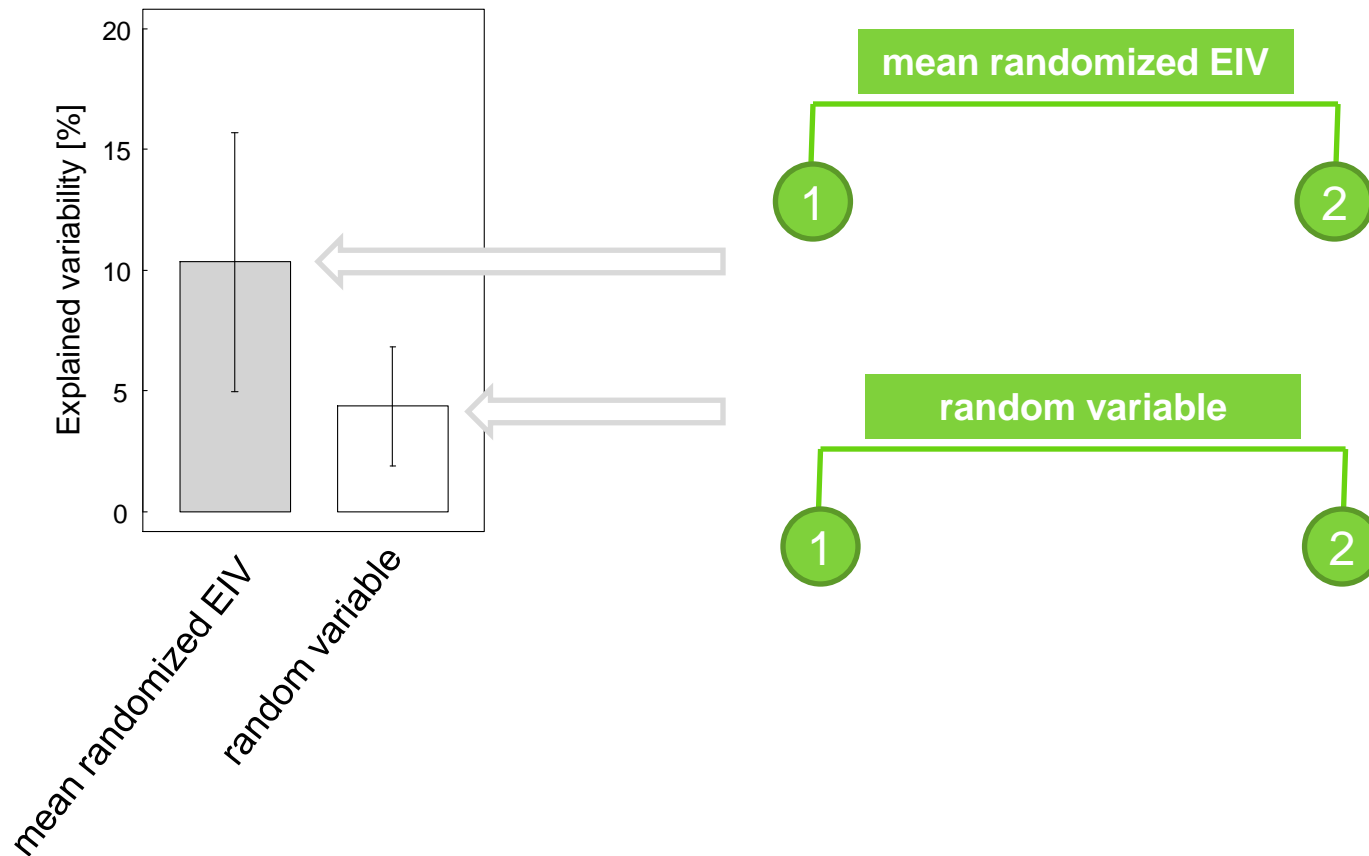 20
15
10
5
0
Explained variability [%]
mean randomized EIV
random variable
mean randomized EIV
1
2
random variable
1
2